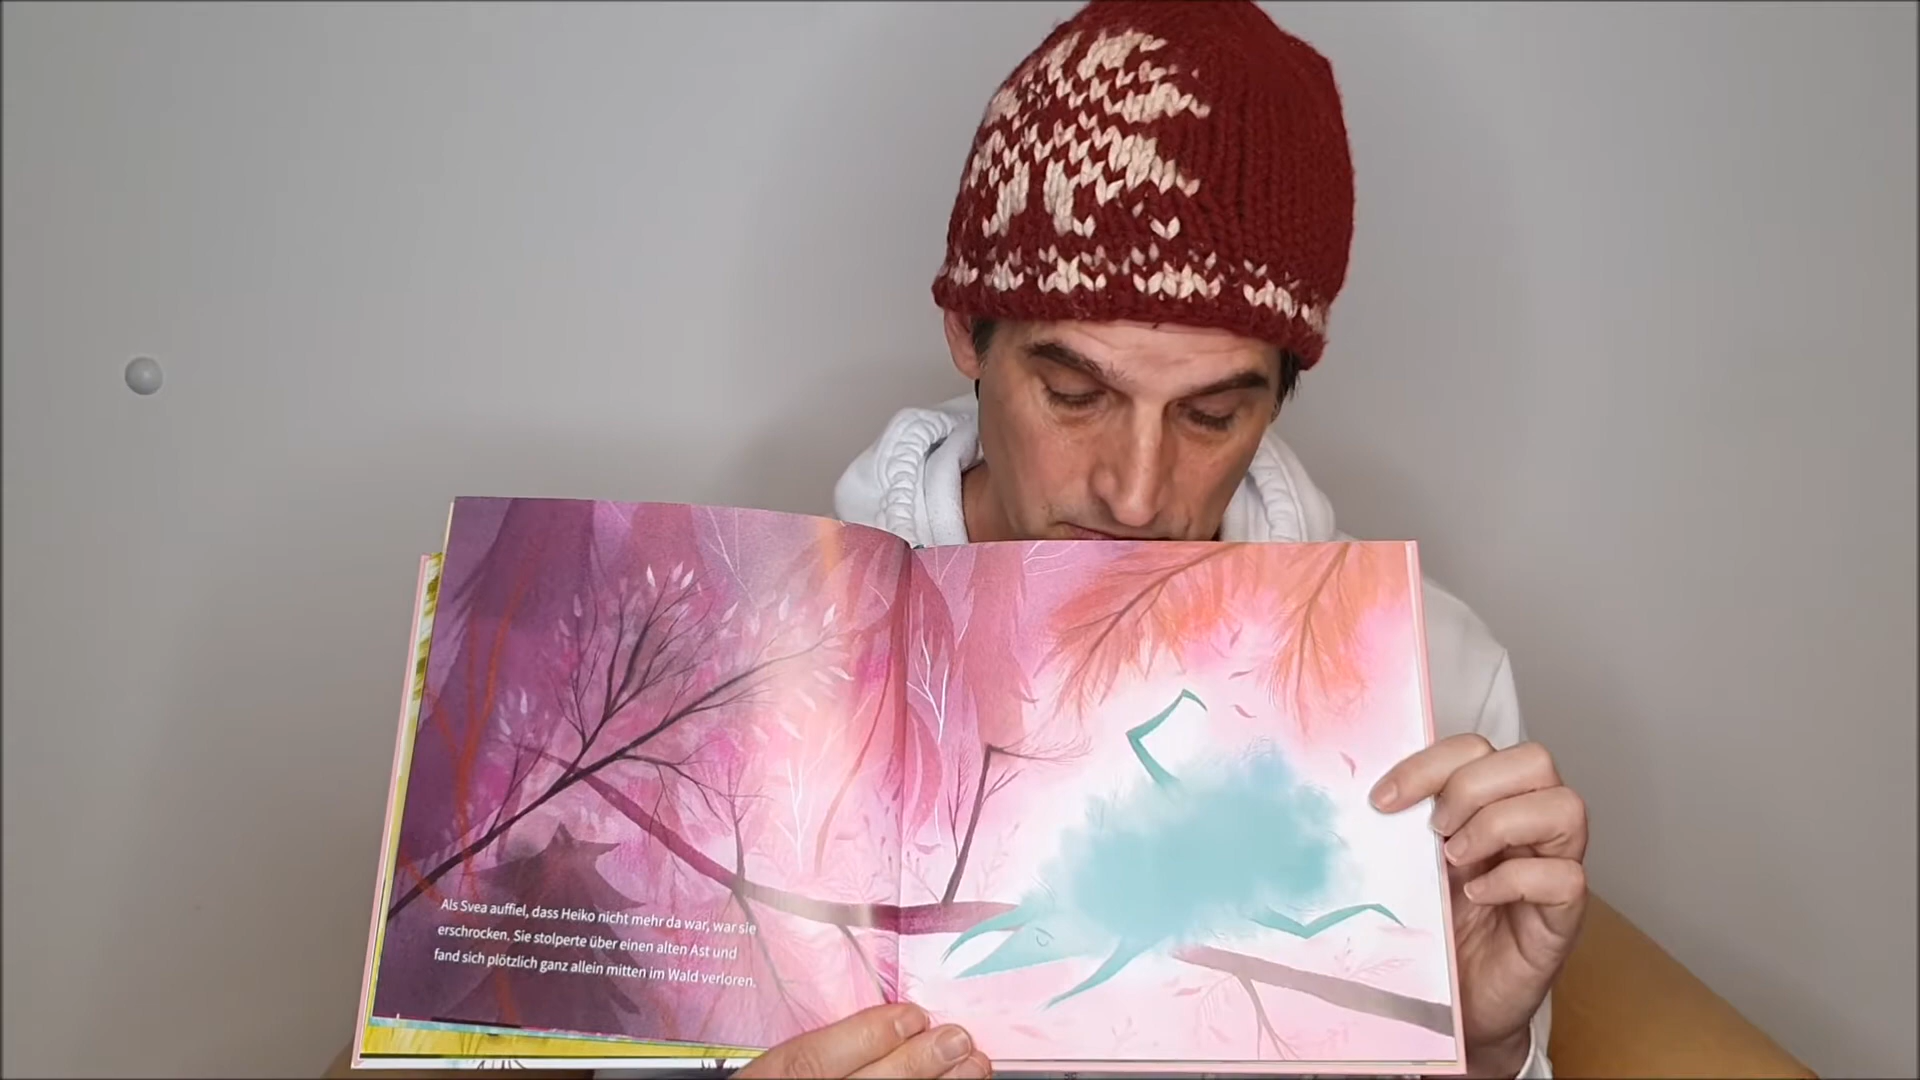 Als Svea auffiel, dass Heiko nicht mehr da war, war sie
erschrocken. Sie stolperte über einen alten Ast und
fand sich plötzlich ganz allein mitten im Wald verloren.